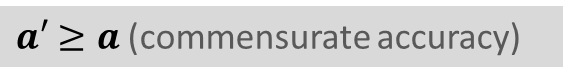 a′ ≥ a (commensurate accuracy)